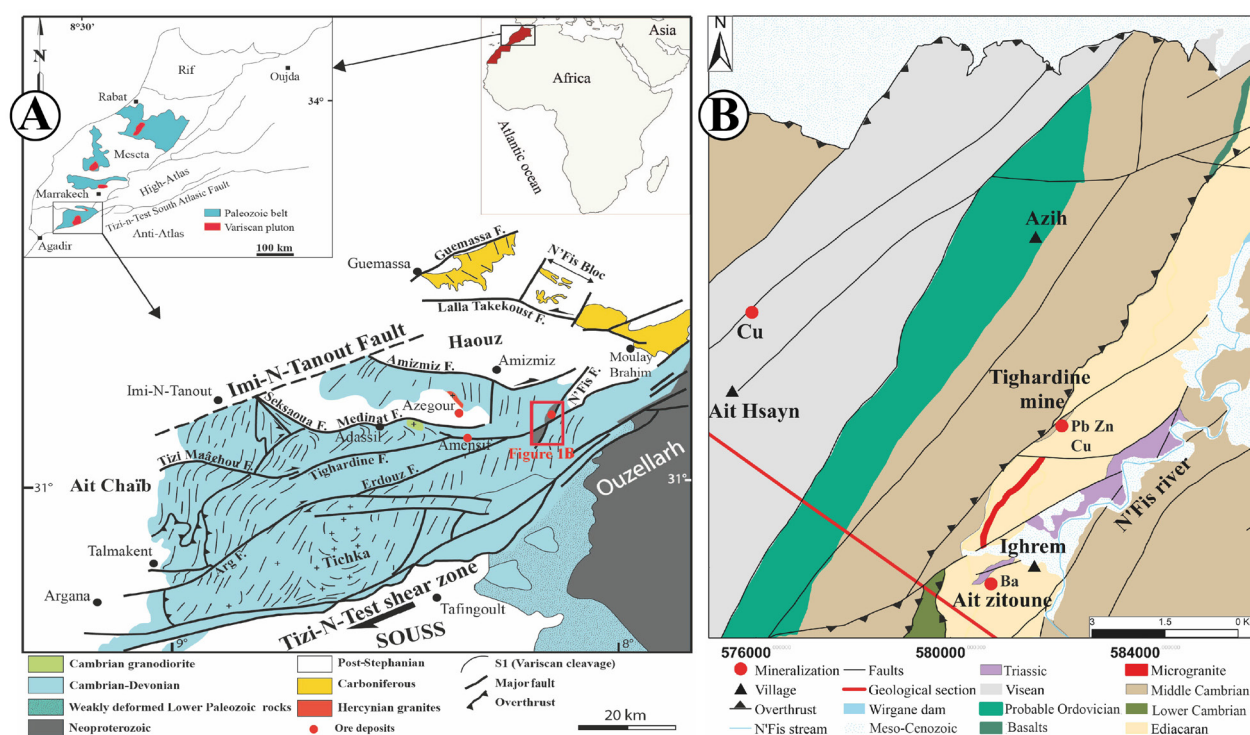 A
8°30
N
Rif
Oujda
34°
Rabat
Meseta
Marrakech
High-Atlas
Tizi-n-Test South Atlasic Fault
Anti-Atlas
Agadir
Paleozoic belt
Variscan pluton
100 km
Asia
Africa
Atlantic ocean
Guemassa F.
Guemassa
N'Fis Bloc
Lalla Takekoust F.
Haouz
Moulay
Brahim
Imi-N-Tanout Fault
Amizmiz F.
Amizmiz
N'Fis F.
Imi-N-Tanout
Seksaoua F.
Medinat F.
Azegour
Adassil
Amensif
Figure 1B
Tizi Maâchou F.
Tighardine F.
Erdouz F.
31°
31°
Ait Chaïb
Ouzellarh
Talmakent
Arg F.
Tichka
Argana
Tizi-N-Test shear zone
Tafingoult
SOUSS
9°
8°
Cambrian granodiorite
Cambrian-Devonian
Weakly deformed Lower Paleozoic rocks
Neoproterozoic
Post-Stephanian
Carboniferous
Hercynian granites
Ore deposits
S1 (Variscan cleavage)
Major fault
Overthrust
20 km
B
N
Azih
Cu
Ait Hsayn
Tighardine
mine
Pb Zn
Cu
N'Fis river
Ighrem
Ba
Ait zitoune
3 1.5 0 K
576000
580000
584000
Mineralization
Village
Overthrust
N'Fis stream
Faults
Geological section
Wirgane dam
Meso-Cenozoic
Triassic
Visean
Probable Ordovician
Basalts
Microgranite
Middle Cambrian
Lower Cambrian
Ediacaran